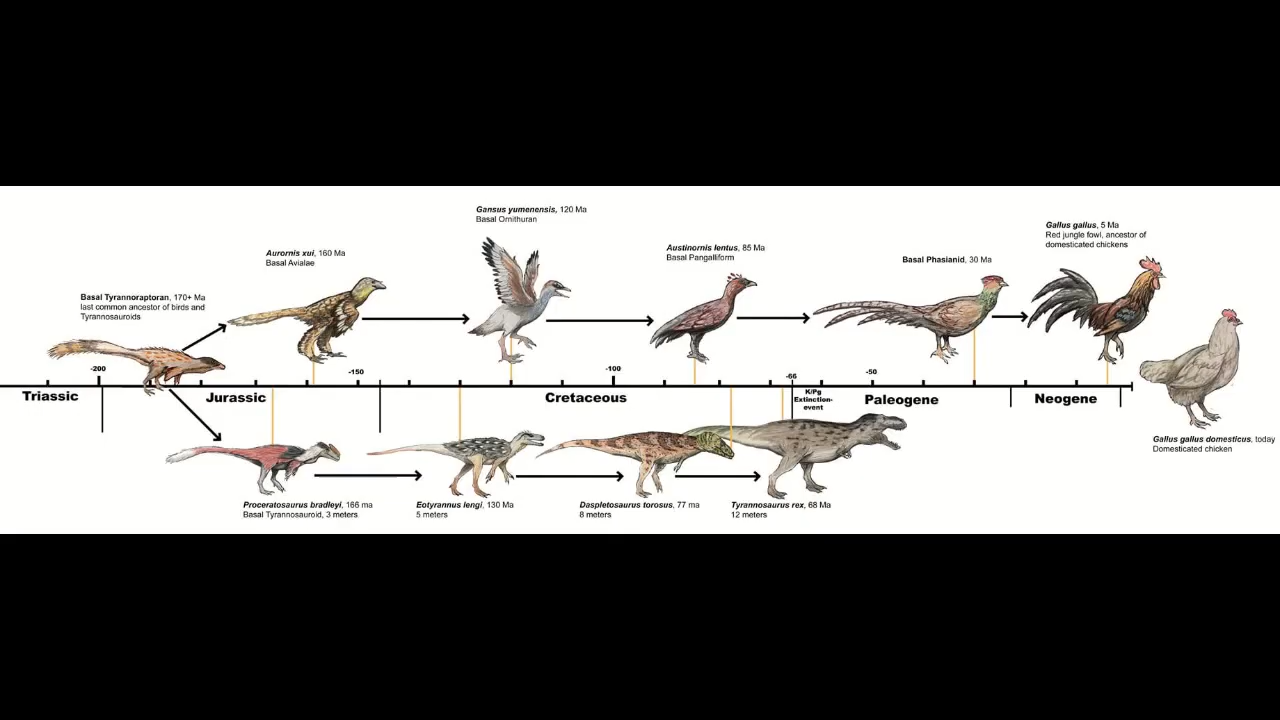 Gansus yumenensis, 120 Ma
Basal Ornithuran
Gallus gallus, 5 Ma
Red jungle fowl, ancestor of
domesticated chickens
Aurornis xui, 160 Ma
Basal Avialae
Austinornis lentus, 85 Ma
Basal Pangalliform
Basal Phasianid, 30 Ma
Basal Tyrannoraptoran, 170+ Ma
last common ancestor of birds and
Tyrannosauroids
-200
-150
-100
-66
-50
Triassic
Jurassic
Cretaceous
K/Pg
Extinction-
event
Paleogene
Neogene
Gallus gallus domesticus, today
Domesticated chicken
Proceratosaurus bradleyi, 166 ma
Basal Tyrannosauroid, 3 meters
Eotyrannus lengi, 130 Ma
5 meters
Daspletosaurus torosus, 77 ma
8 meters
Tyrannosaurus rex, 68 Ma
12 meters